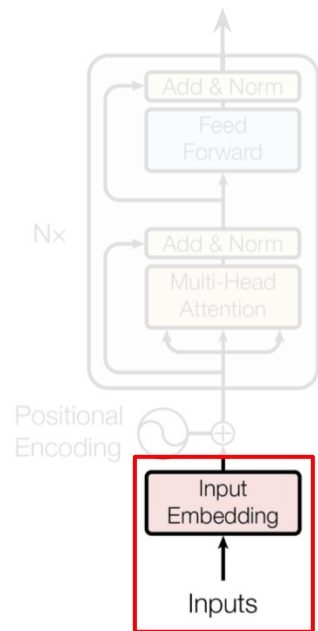 Add & Norm
Feed
Forward
Nx
Add & Norm
Multi-Head
Attention
Positional
Encoding
Input
Embedding
Inputs